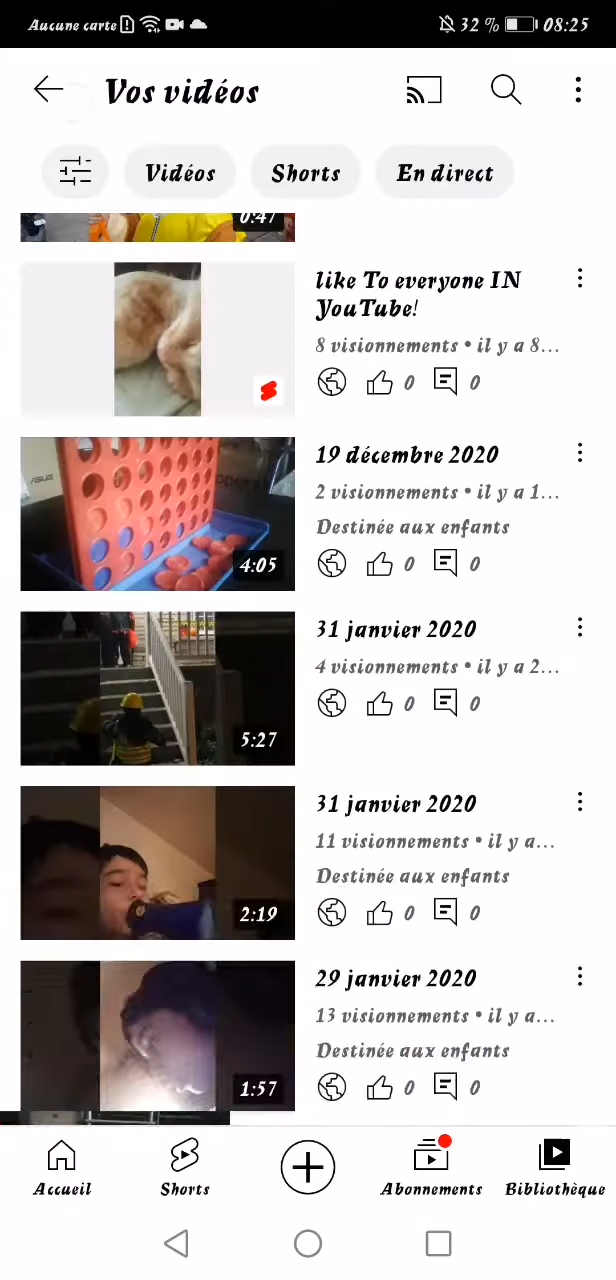 Aucune carte 32 % 08:25
Vos vidéos
Vidéos Shorts En direct
0:47
like To everyone IN
YouTube!
8 visionnements • il y a 8...
0 0
19 décembre 2020
2 visionnements • il y a 1...
Destinée aux enfants
ASUS
4:05
0 0
31 janvier 2020
4 visionnements • il y a 2...
0 0
5:27
31 janvier 2020
11 visionnements • il y a...
Destinée aux enfants
2:19
0 0
29 janvier 2020
13 visionnements • il y a...
Destinée aux enfants
1:57
0 0
Accueil Shorts Abonnements Bibliothèque